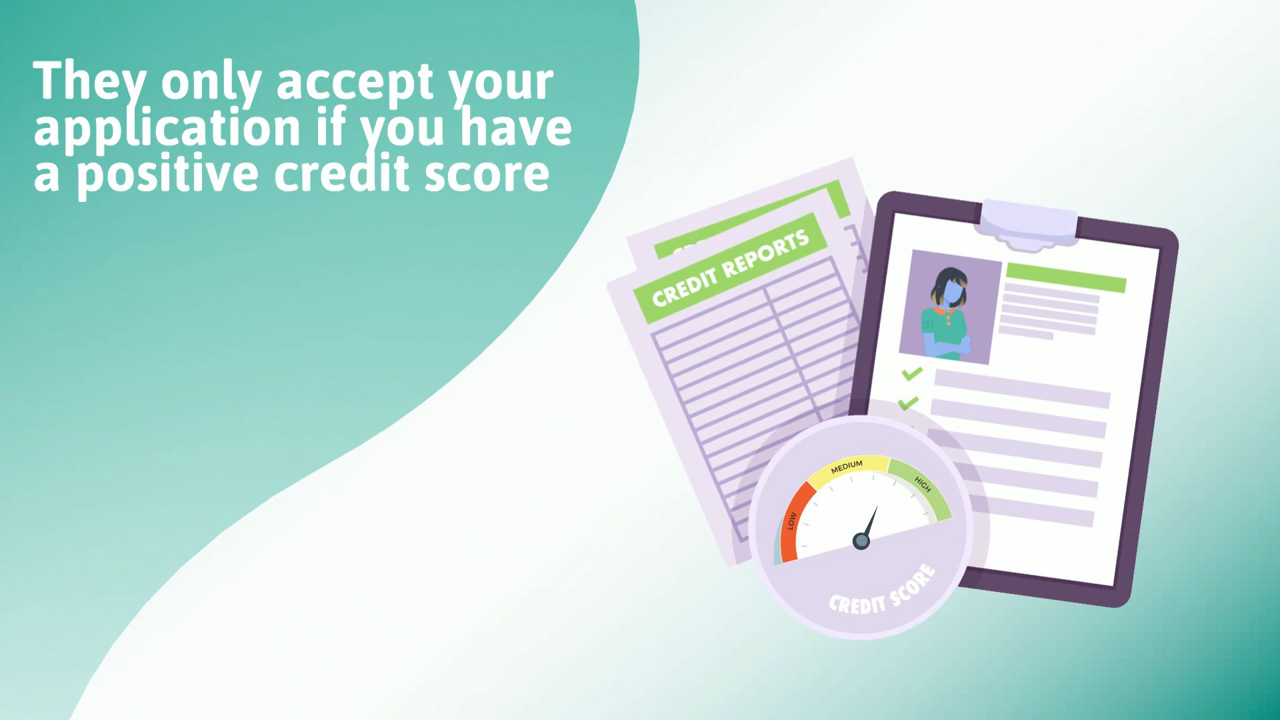 They only accept your
application if you have
a positive credit score
CREDIT REPORTS
LOW
MEDIUM
HIGH
CREDIT SCORE